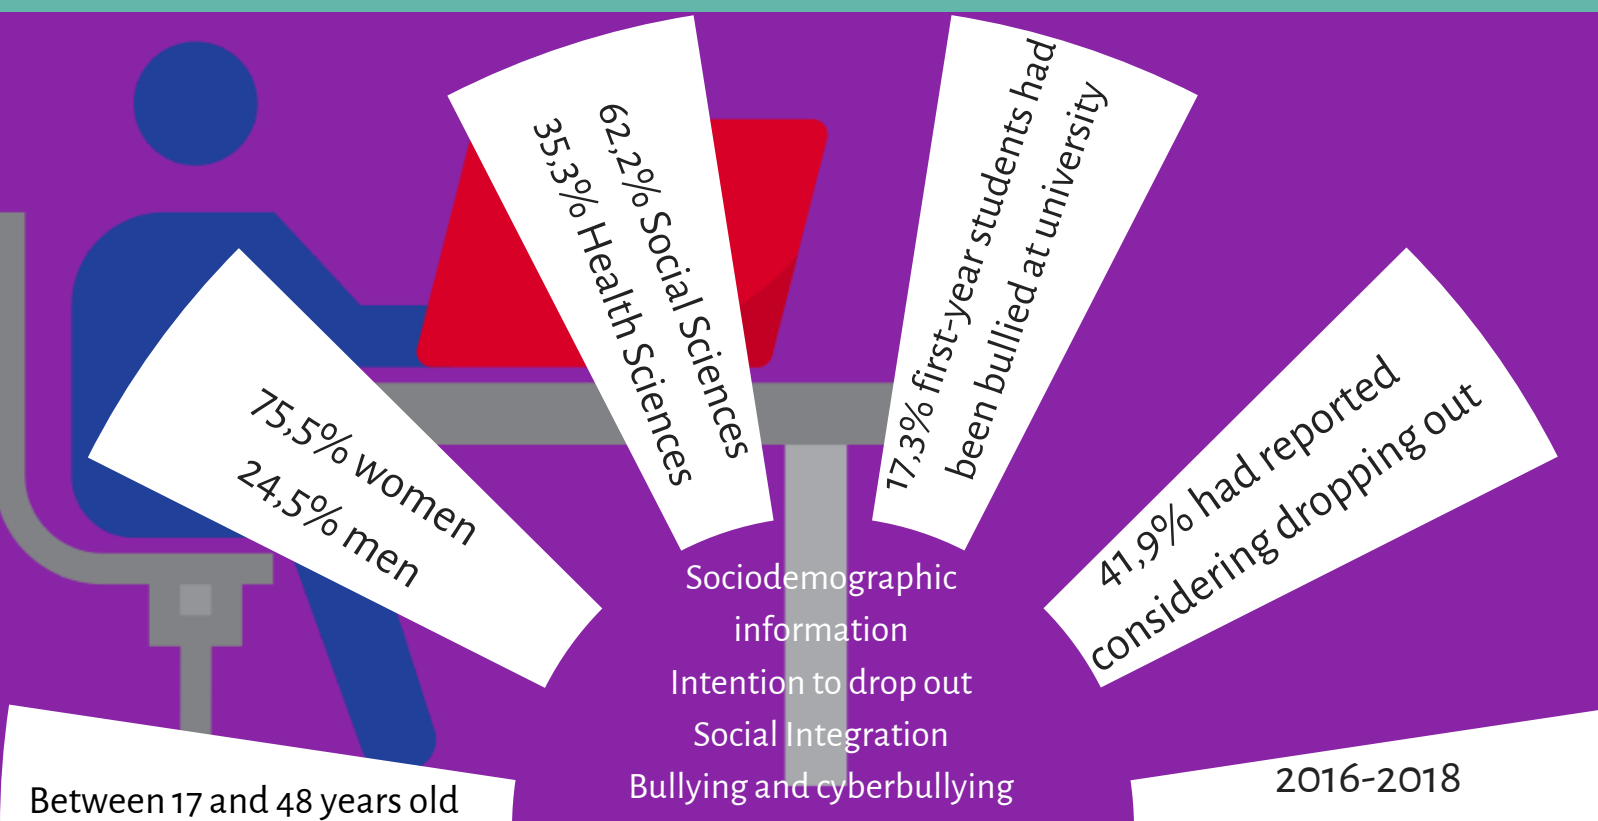 Between 17 and 48 years old
75,5% women
24,5% men
62,2% Social Sciences
35,3% Health Sciences
17,3% first-year students had
been bullied at university
41,9% had reported
considering dropping out
2016-2018
Sociodemographic
information
Intention to drop out
Social Integration
Bullying and cyberbullying